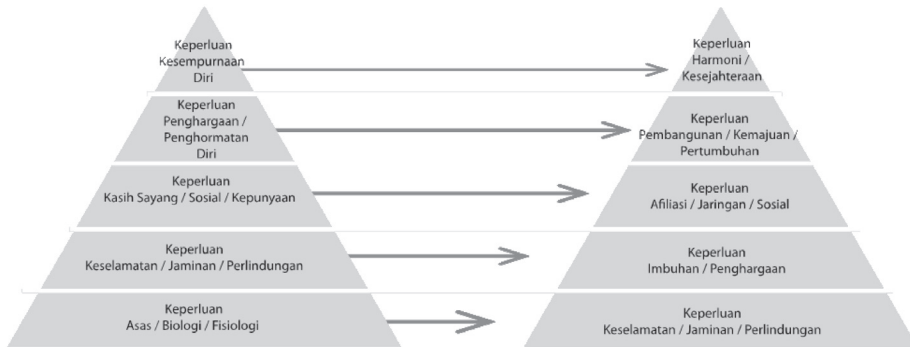 Keperluan
Kesempurnaan
Diri
Keperluan
Penghargaan /
Penghormatan
Diri
Keperluan
Kasih Sayang / Sosial / Kepunyaan
Keperluan
Keselamatan / Jaminan / Perlindungan
Keperluan
Asas / Biologi / Fisiologi
Keperluan
Harmoni /
Kesejahteraan
Keperluan
Pembangunan / Kemajuan /
Pertumbuhan
Keperluan
Afiliasi / Jaringan / Sosial
Keperluan
Imbuhan / Penghargaan
Keperluan
Keselamatan / Jaminan / Perlindungan